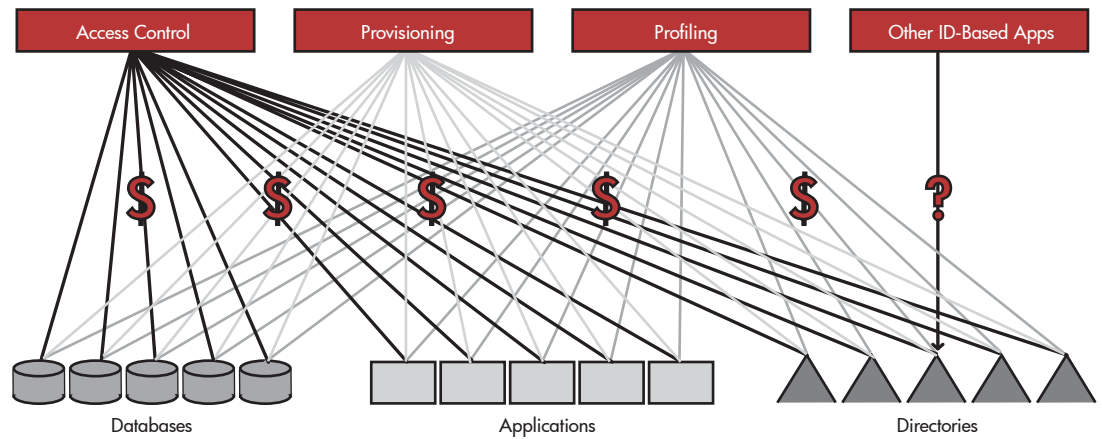 Access Control
Provisioning
Profiling
Other ID-Based Apps
$ $ $ $ $ ?
Databases
Applications
Directories